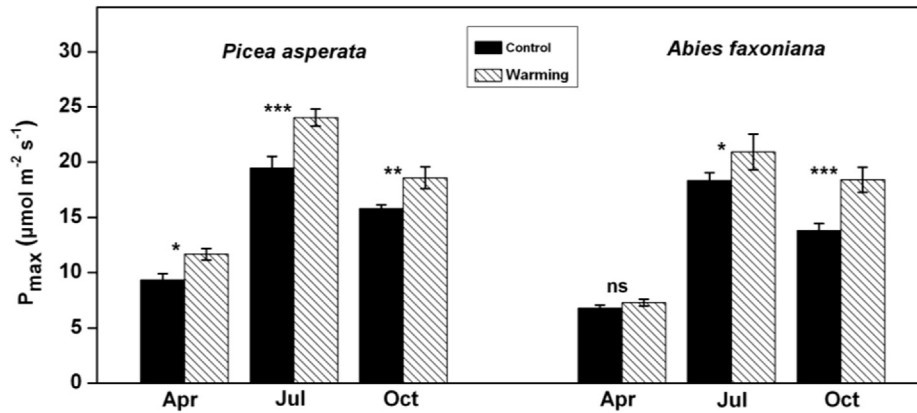 Picea asperata
Control
Warming
Abies faxoniana
Pmax (µmol m-2 s-1)
30
25
20
15
10
5
0
*
***
**
ns
*
***
Apr Jul Oct Apr Jul Oct